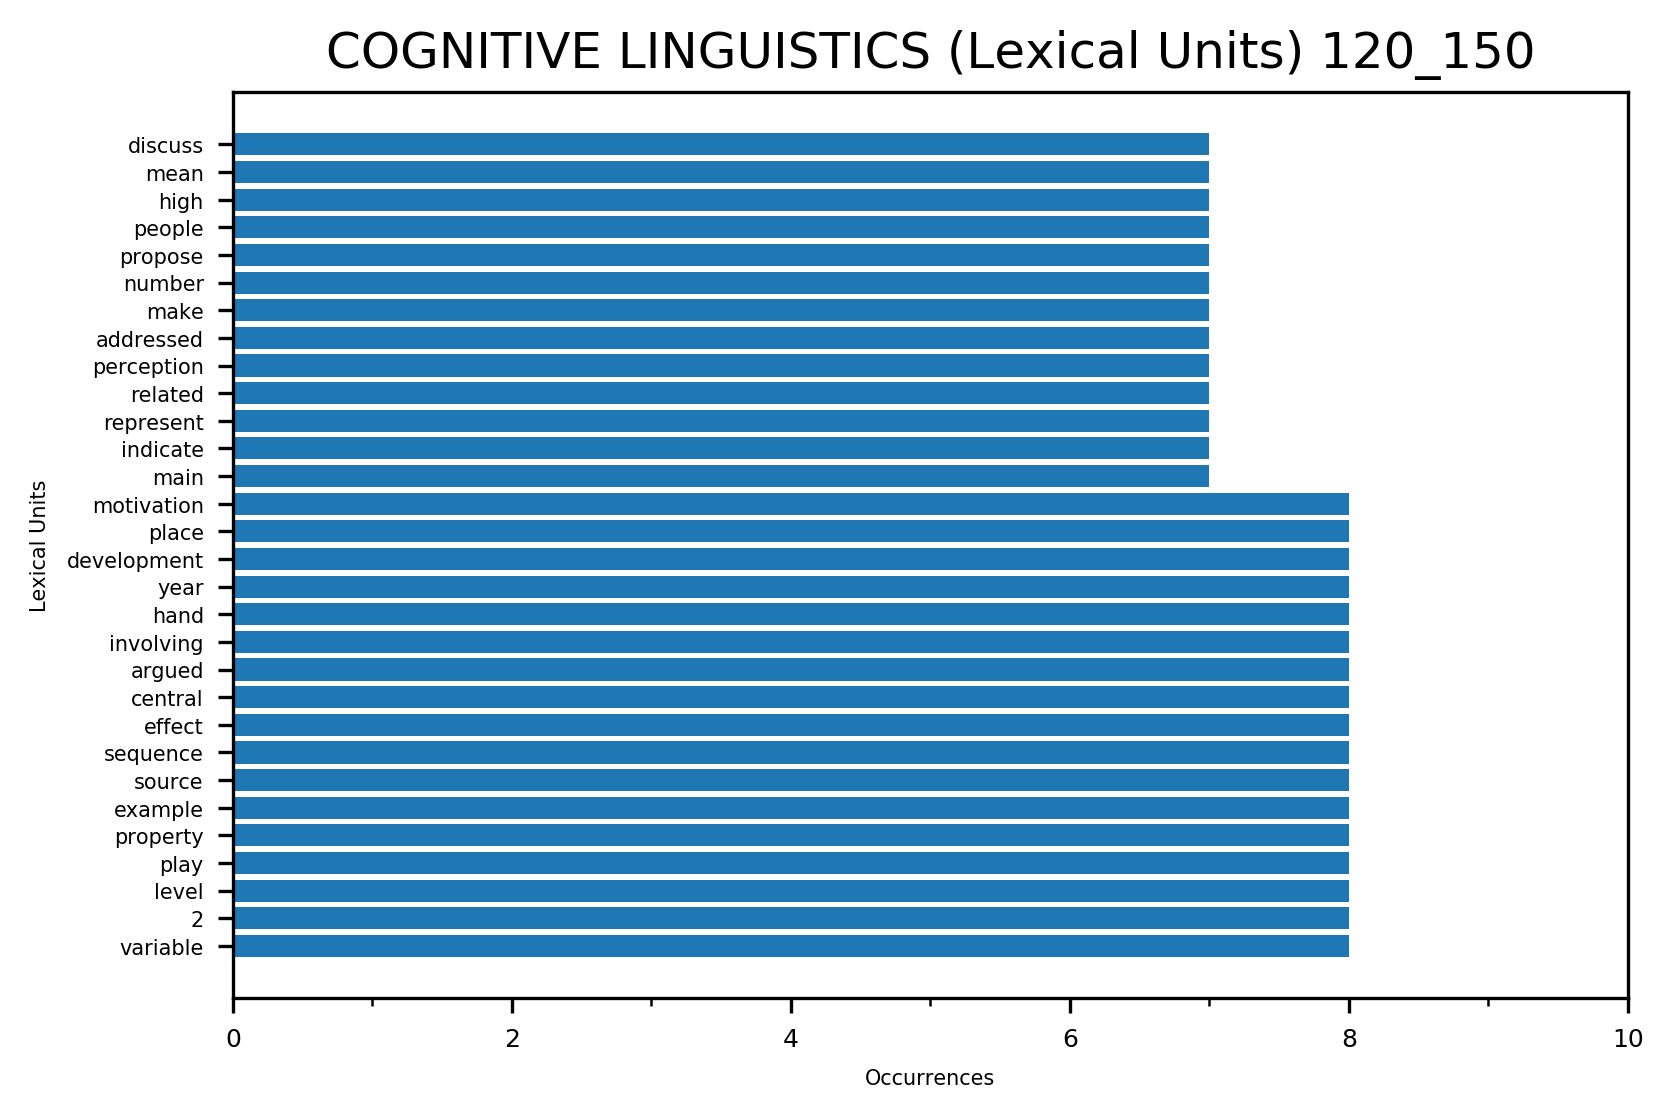 COGNITIVE LINGUISTICS (Lexical Units) 120_150
discuss
mean
high
people
propose
number
make
addressed
perception
related
represent
indicate
main
motivation
place
development
year
hand
involving
argued
central
effect
sequence
source
example
property
play
level
2
variable
Lexical Units
0 2 4 6 8 10
Occurrences